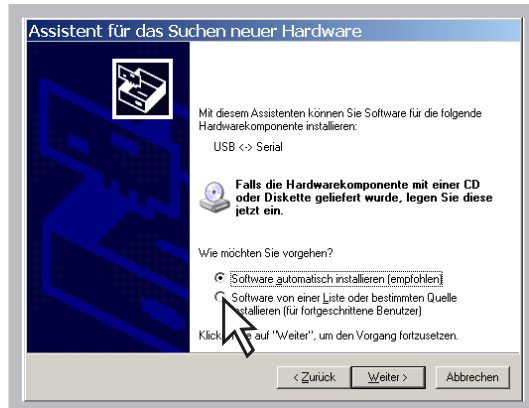 Assistent für das Suchen neuer Hardware
Mit diesem Assistenten können Sie Software für die folgende
Hardwarekomponente installieren:
USB <-> Serial
Falls die Hardwarekomponente mit einer CD
oder Diskette geliefert wurde, legen Sie diese
jetzt ein.
Wie möchten Sie vorgehen?
Software automatisch installieren (empfohlen)
Software von einer Liste oder bestimmten Quelle
installieren (für fortgeschrittene Benutzer)
Klicken Sie auf "Weiter", um den Vorgang fortzusetzen.
< Zurück
Weiter >
Abbrechen